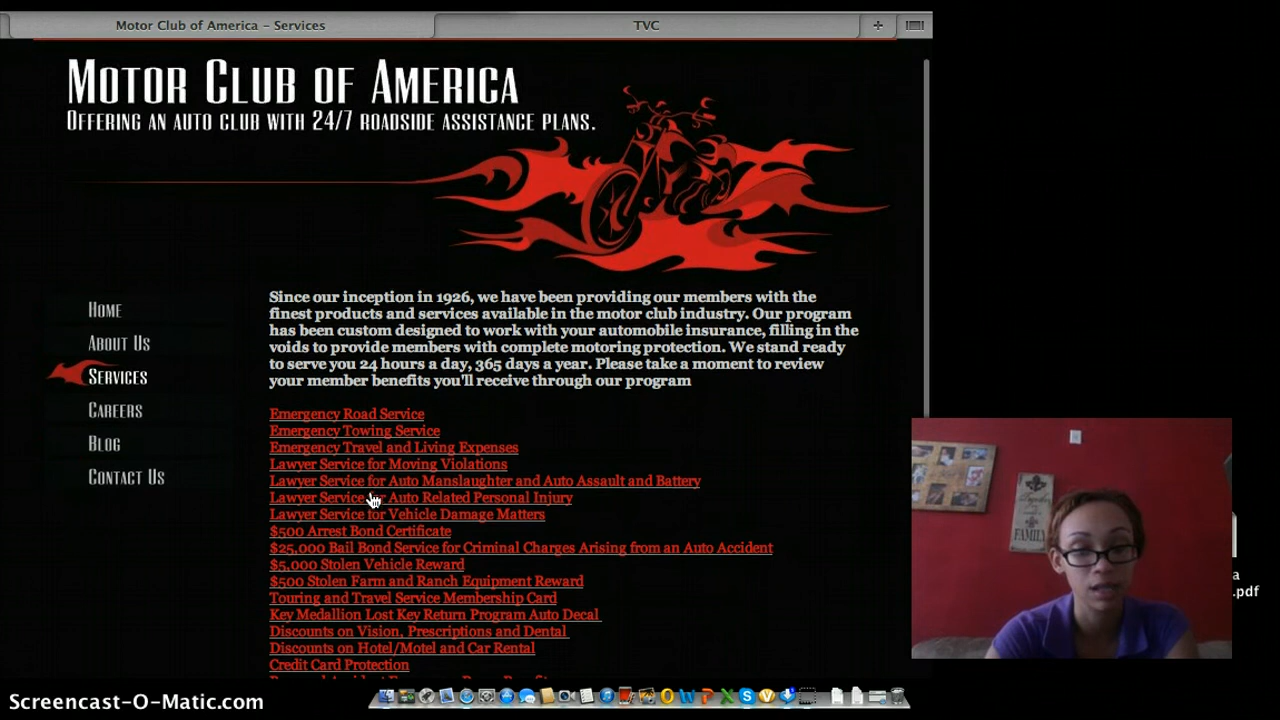 Motor Club of America – Services
TVC
Motor Club of America
Offering an auto club with 24/7 roadside assistance plans.
Home
About Us
Services
Careers
Blog
Contact Us
Since our inception in 1926, we have been providing our members with the
finest products and services available in the motor club industry. Our program
has been custom designed to work with your automobile insurance, filling in the
voids to provide members with complete motoring protection. We stand ready
to serve you 24 hours a day, 365 days a year. Please take a moment to review
your member benefits you'll receive through our program
Emergency Road Service
Emergency Towing Service
Emergency Travel and Living Expenses
Lawyer Service for Moving Violations
Lawyer Service for Auto Manslaughter and Auto Assault and Battery
Lawyer Service for Auto Related Personal Injury
Lawyer Service for Vehicle Damage Matters
$500 Arrest Bond Certificate
$25,000 Bail Bond Service for Criminal Charges Arising from an Auto Accident
$5,000 Stolen Vehicle Reward
$500 Stolen Farm and Ranch Equipment Reward
Touring and Travel Service Membership Card
Key Medallion Lost Key Return Program Auto Decal
Discounts on Vision, Prescriptions and Dental
Discounts on Hotel/Motel and Car Rental
Credit Card Protection
Together
FAMILY
a
.pdf
Screencast-O-Matic.com